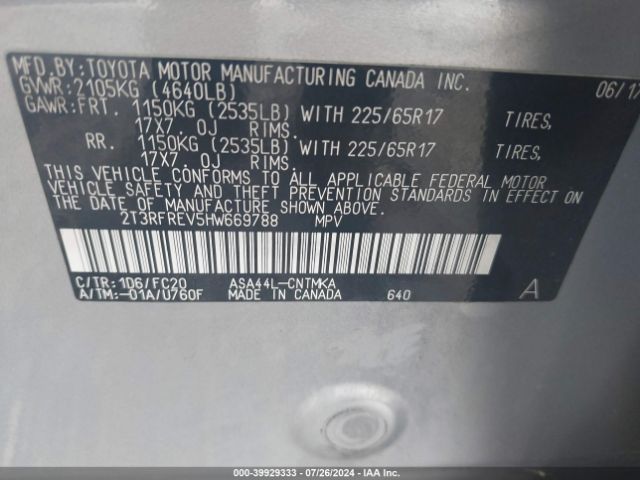 MFD.BY:TOYOTA MOTOR MANUFACTURING CANADA INC. 06/17
GVWR:2105KG (4640LB)
GAWR:FRT. 1150KG (2535LB) WITH 225/65R17 TIRES,
17X7. 0J RIMS.
RR. 1150KG (2535LB) WITH 225/65R17 TIRES,
17X7. 0J RIMS.
THIS VEHICLE CONFORMS TO ALL APPLICABLE FEDERAL MOTOR
VEHICLE SAFETY AND THEFT PREVENTION STANDARDS IN EFFECT ON
THE DATE OF MANUFACTURE SHOWN ABOVE.
2T3RFREV5HW669788 MPV
C/TR:1D6/FC20 ASA44L-CNTMKA
A/TM:-01A/U760F MADE IN CANADA 640 A
000-39929333 - 07/26/2024 - IAA Inc.